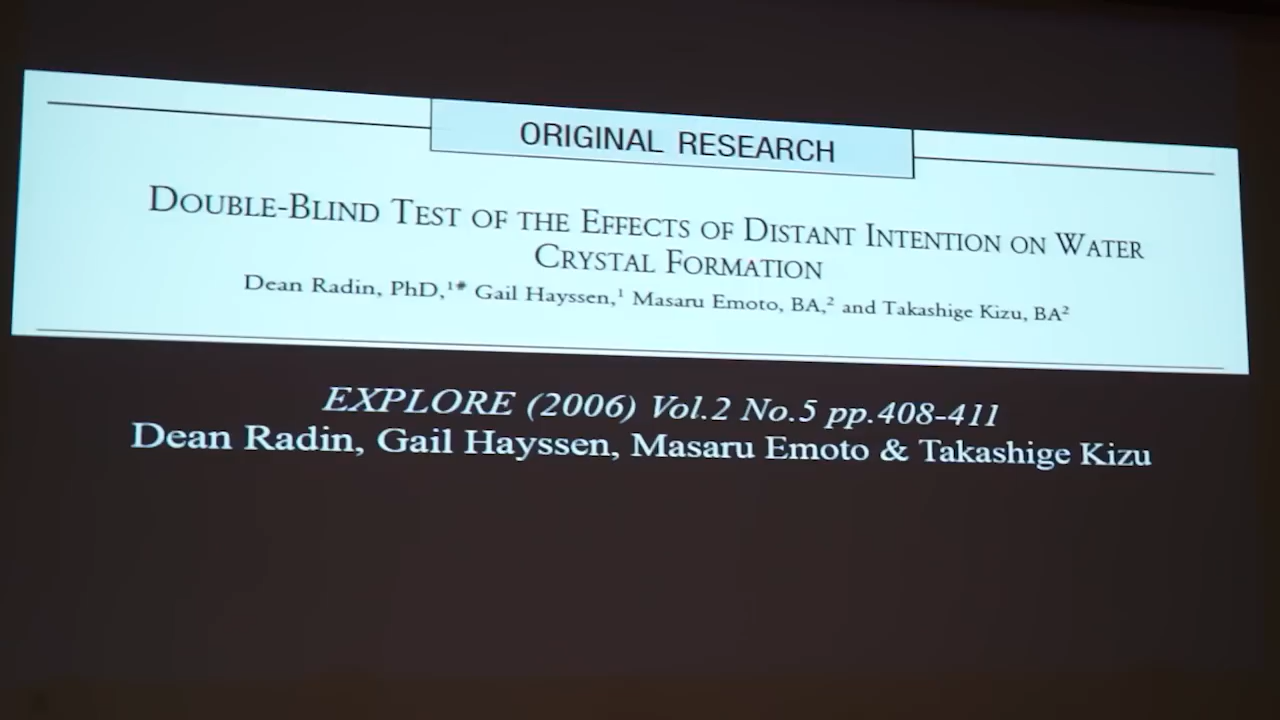 ORIGINAL RESEARCH
DOUBLE-BLIND TEST OF THE EFFECTS OF DISTANT INTENTION ON WATER
CRYSTAL FORMATION
Dean Radin, PhD,¹# Gail Hayssen,¹ Masaru Emoto, BA,² and Takashige Kizu, BA²
EXPLORE (2006) Vol.2 No.5 pp.408-411
Dean Radin, Gail Hayssen, Masaru Emoto & Takashige Kizu